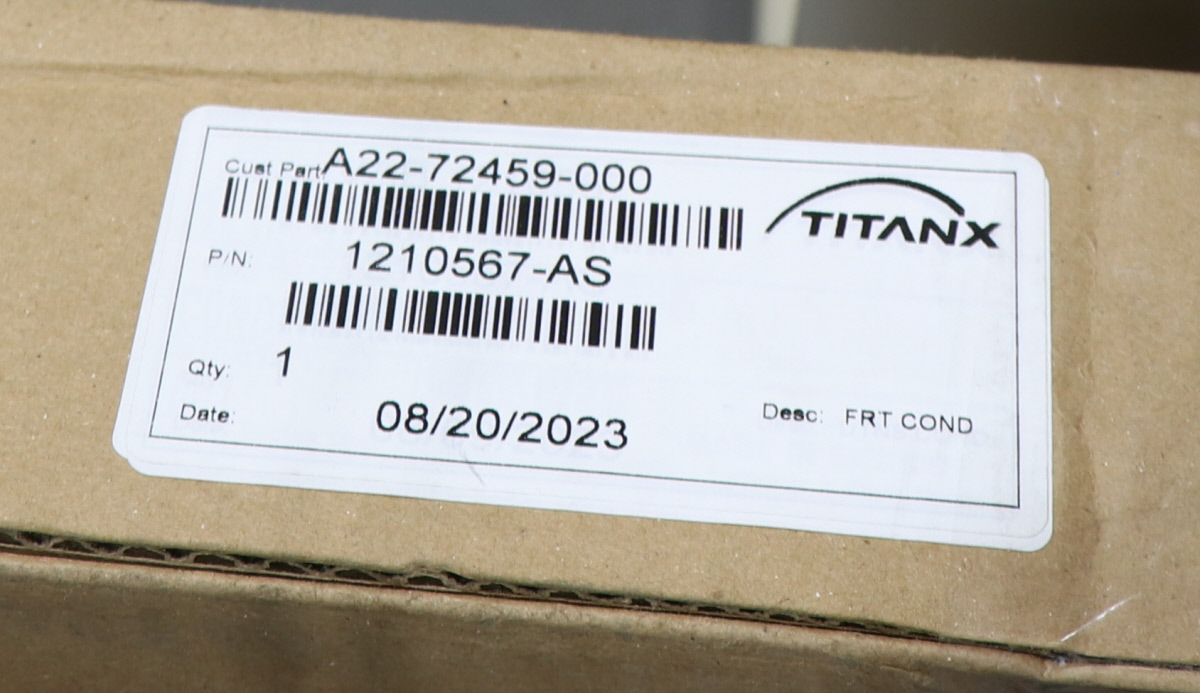 Cust Part: A22-72459-000
TITANX
P/N: 1210567-AS
Qty: 1
Date: 08/20/2023
Desc: FRT COND